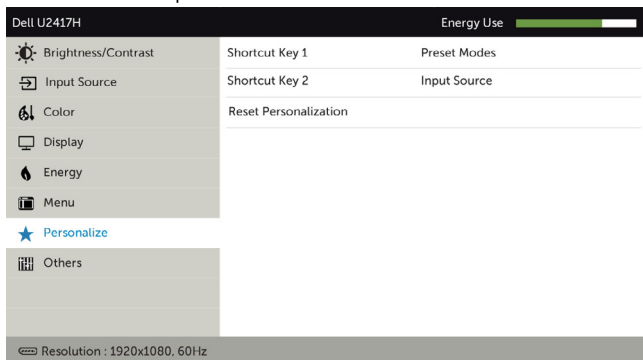 Dell U2417H Energy Use
Brightness/Contrast Shortcut Key 1 Preset Modes
Input Source Shortcut Key 2 Input Source
Color Reset Personalization
Display
Energy
Menu
Personalize
Others
Resolution : 1920x1080, 60Hz